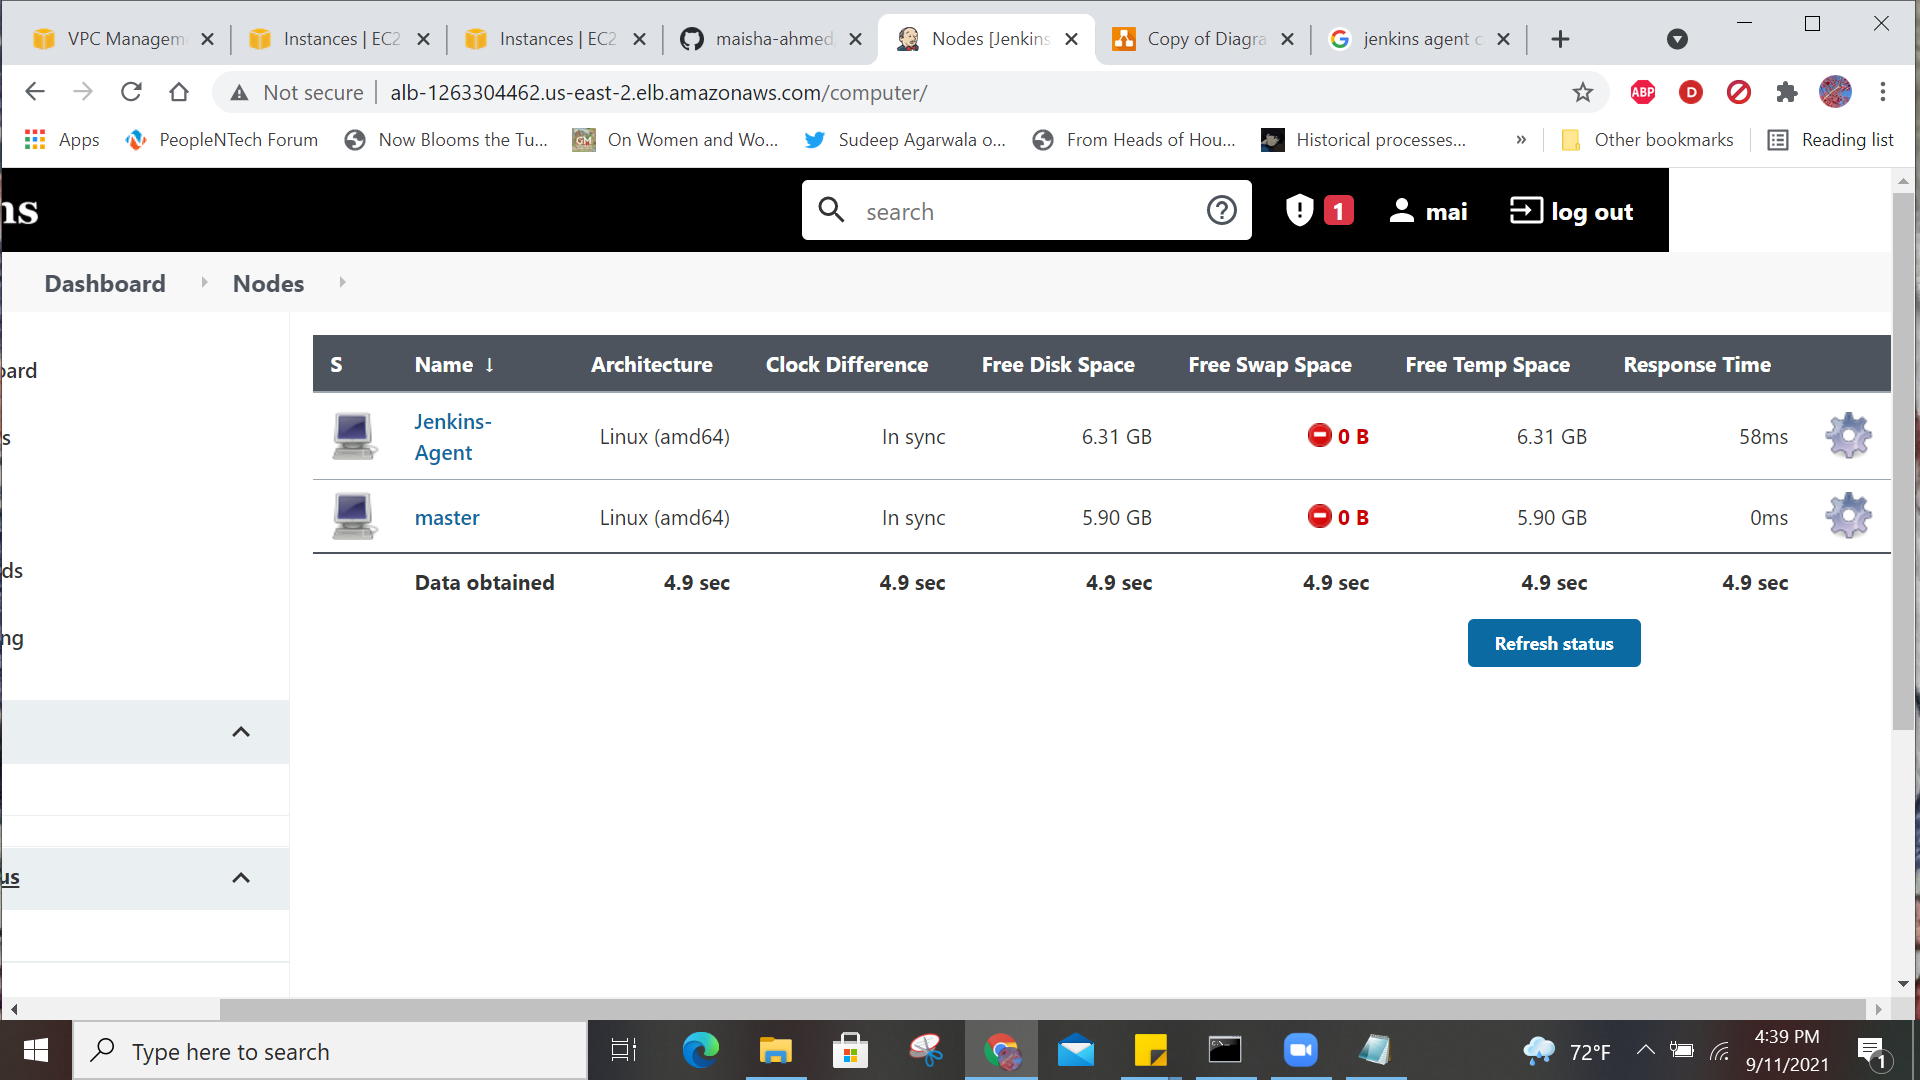 VPC Managem
Instances | EC2
Instances | EC2
maisha-ahmed
Nodes [Jenkins
Copy of Diagra
jenkins agent c
Not secure
alb-1263304462.us-east-2.elb.amazonaws.com/computer/
ABP
D
Apps
PeopleNTech Forum
Now Blooms the Tu...
GM
On Women and Wo...
Sudeep Agarwala o...
From Heads of Hou...
Historical processes...
»
Other bookmarks
Reading list
ns
search
1
mai
log out
Dashboard
Nodes
oard
s
ds
ng
us
S Name ↓ Architecture Clock Difference Free Disk Space Free Swap Space Free Temp Space Response Time
Jenkins-
Agent Linux (amd64) In sync 6.31 GB 0 B 6.31 GB 58ms
master Linux (amd64) In sync 5.90 GB 0 B 5.90 GB 0ms
Data obtained 4.9 sec 4.9 sec 4.9 sec 4.9 sec 4.9 sec 4.9 sec
Refresh status
Type here to search
72°F
4:39 PM
9/11/2021
1